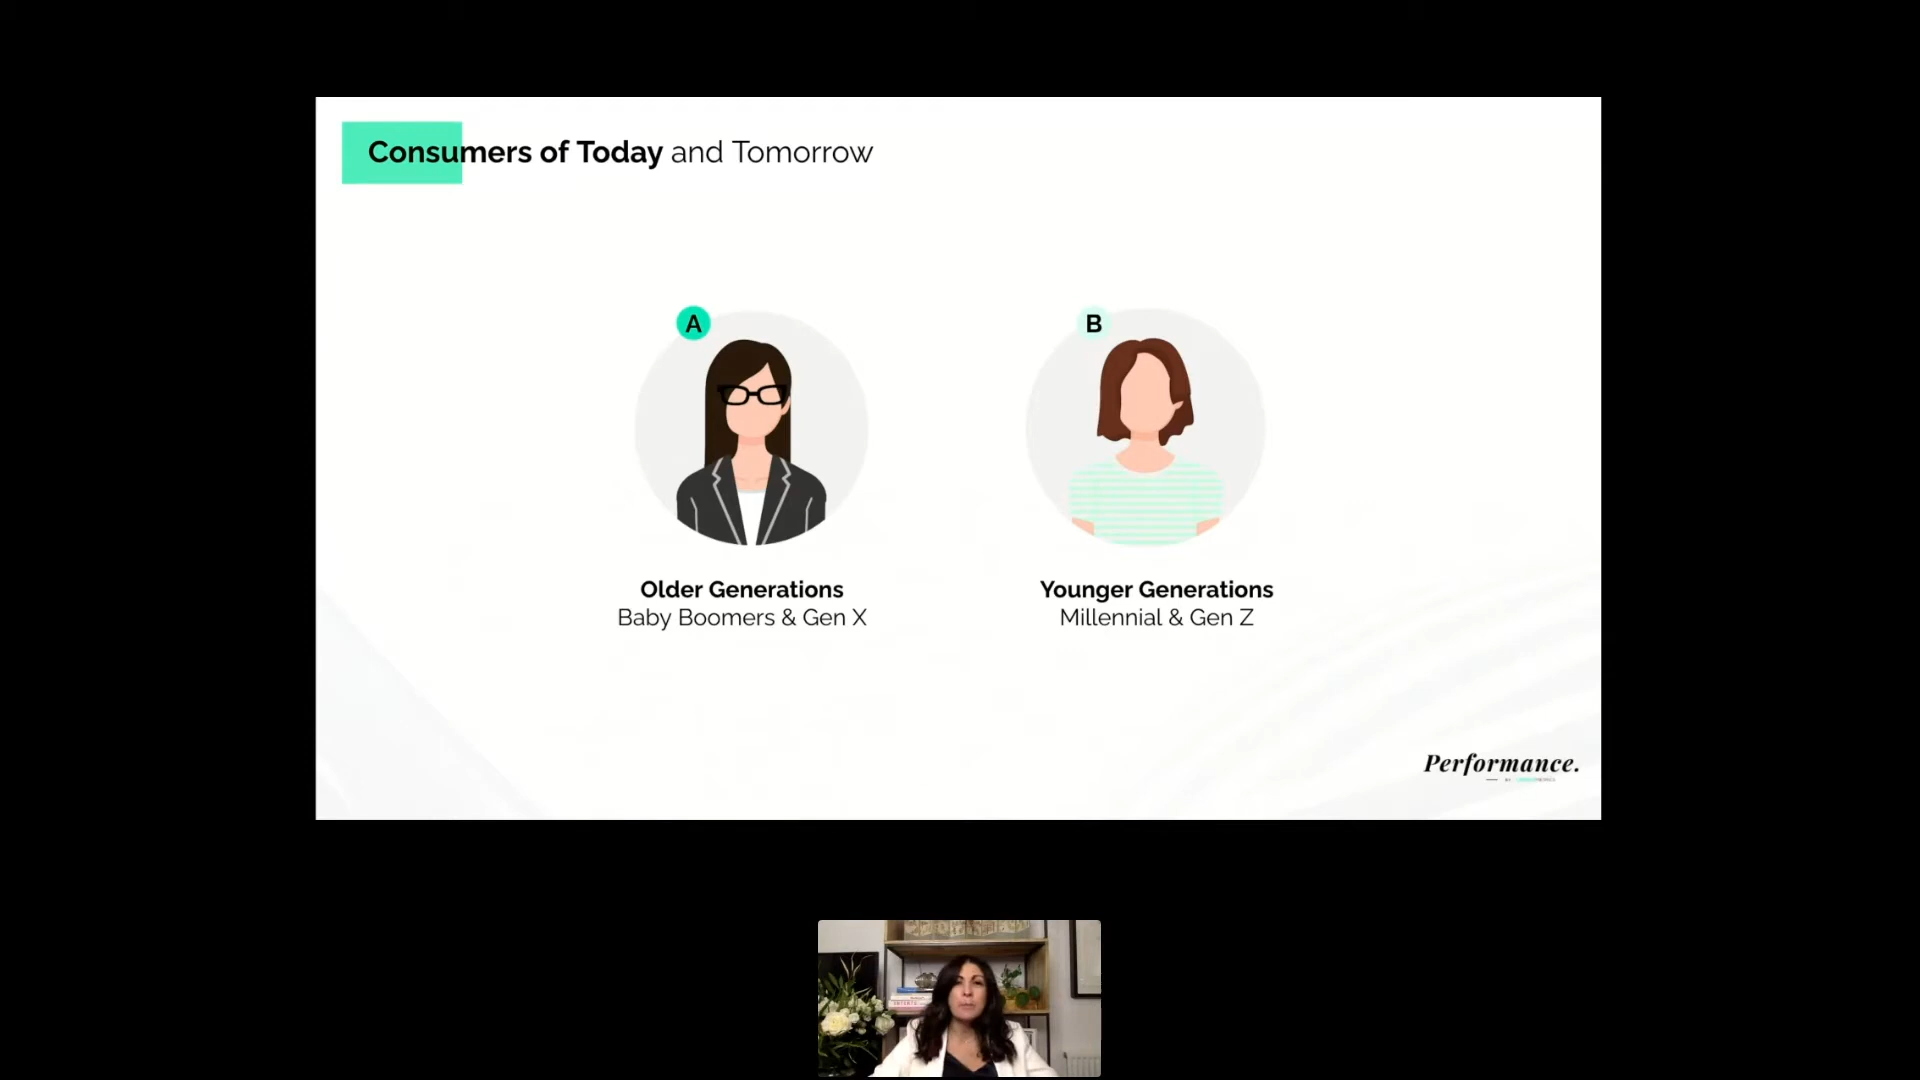 Consumers of Today and Tomorrow
A
B
Older Generations
Baby Boomers & Gen X
Younger Generations
Millennial & Gen Z
Performance.